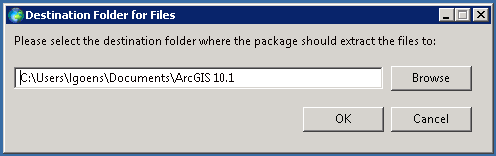 Destination Folder for Files
Please select the destination folder where the package should extract the files to:
C:\Users\lgoens\Documents\ArcGIS 10.1
Browse
OK
Cancel